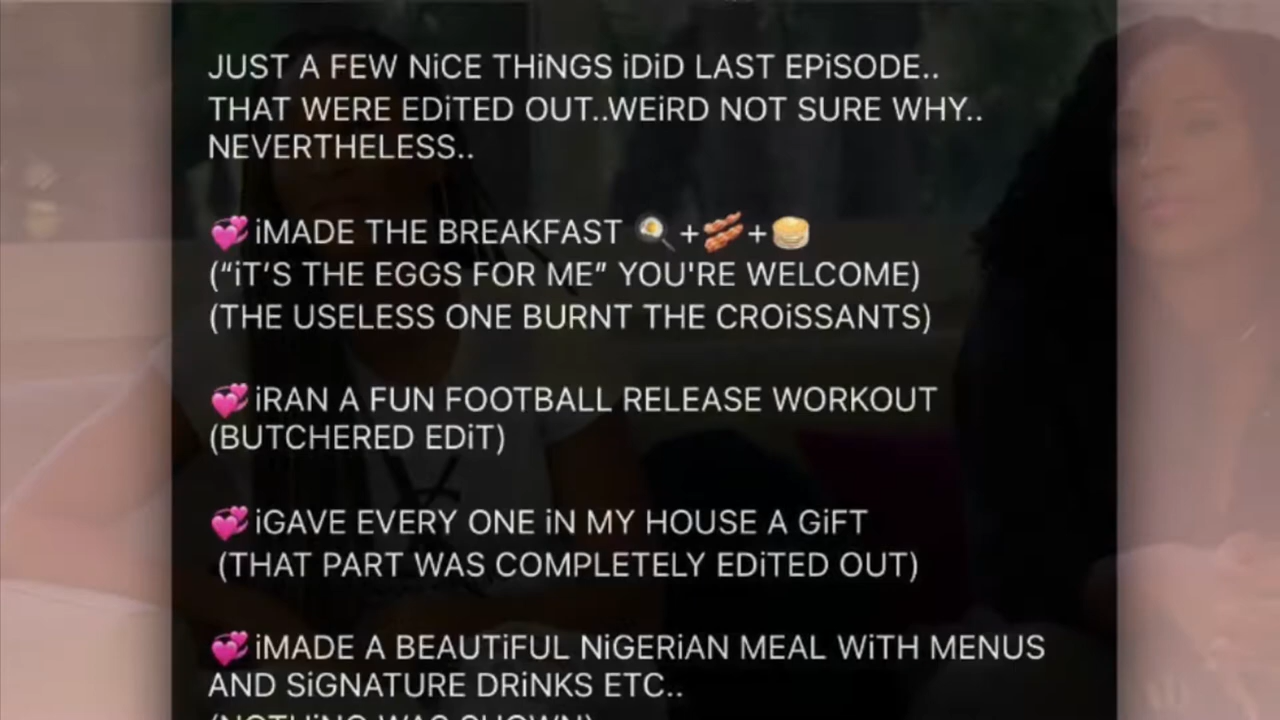 JUST A FEW NiCE THiNGS iDiD LAST EPiSODE..
THAT WERE EDiTED OUT..WEiRD NOT SURE WHY..
NEVERTHELESS..
💞iMADE THE BREAKFAST 🍳+🥓+🥞
(“iT’S THE EGGS FOR ME” YOU'RE WELCOME)
(THE USELESS ONE BURNT THE CROiSSANTS)
💞iRAN A FUN FOOTBALL RELEASE WORKOUT
(BUTCHERED EDiT)
💞iGAVE EVERY ONE iN MY HOUSE A GiFT
(THAT PART WAS COMPLETELY EDiTED OUT)
💞iMADE A BEAUTiFUL NiGERiAN MEAL WiTH MENUS
AND SiGNATURE DRiNKS ETC..
(NOTHiNG WAS SHOWN)